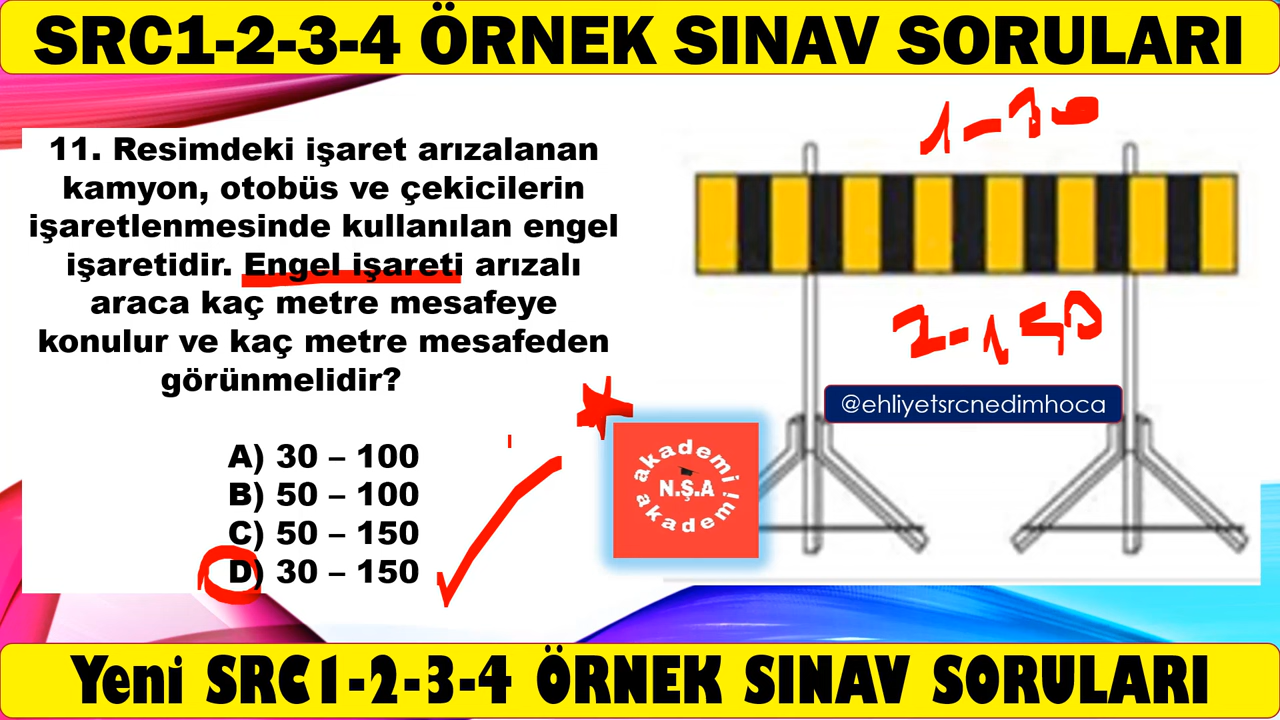 SRC1-2-3-4 ÖRNEK SINAV SORULARI
11. Resimdeki işaret arızalanan
kamyon, otobüs ve çekicilerin
işaretlenmesinde kullanılan engel
işaretidir. Engel işareti arızalı
araca kaç metre mesafeye
konulur ve kaç metre mesafeden
görünmelidir?
A) 30 – 100
B) 50 – 100
C) 50 – 150
D) 30 – 150
1-30
2-150
@ehliyetsrcnedimhoca
akademi
N.Ş.A
akademi
Yeni SRC1-2-3-4 ÖRNEK SINAV SORULARI